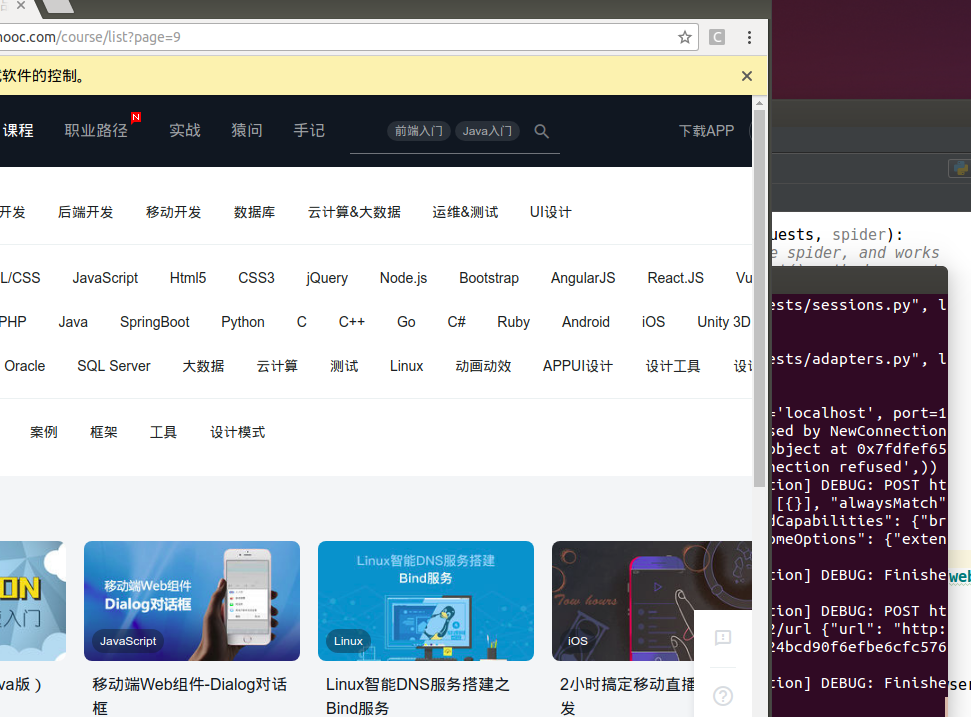 nooc.com/course/list?page=9
软件的控制。
课程 职业路径 N 实战 猿问 手记 前端入门 Java入门 下载APP
开发 后端开发 移动开发 数据库 云计算&大数据 运维&测试 UI设计
L/CSS JavaScript Html5 CSS3 jQuery Node.js Bootstrap AngularJS React.JS Vu
PHP Java SpringBoot Python C C++ Go C# Ruby Android iOS Unity 3D
Oracle SQL Server 大数据 云计算 测试 Linux 动画动效 APPUI设计 设计工具 设计
案例 框架 工具 设计模式
ON
入门
移动端Web组件
Dialog对话框
JavaScript
Linux智能DNS服务搭建
Bind服务
Linux
Tow hours
iOS
va版）
移动端Web组件-Dialog对话
框
Linux智能DNS服务搭建之
Bind服务
2小时搞定移动直播
发
uests, spider):
e spider, and works
ests/sessions.py", l
ests/adapters.py", l
='localhost', port=1
sed by NewConnection
object at 0x7fdfef65
nection refused',))
tion] DEBUG: POST ht
[{}], "alwaysMatch"
dCapabilities": {"br
omeOptions": {"exten
tion] DEBUG: Finishe
web
tion] DEBUG: POST ht
2/url {"url": "http:
24bcd90f6efbe6cfc576
tion] DEBUG: Finishe
ser